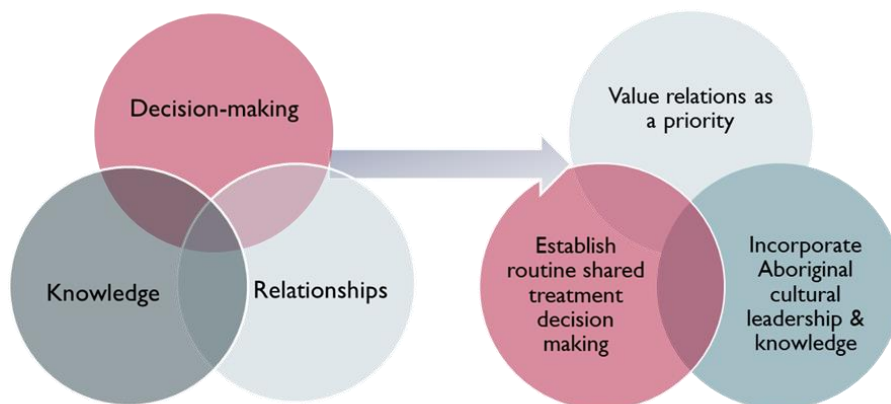 Decision-making
Knowledge
Relationships
Value relations as
a priority
Establish
routine shared
treatment
decision
making
Incorporate
Aboriginal
cultural
leadership &
knowledge